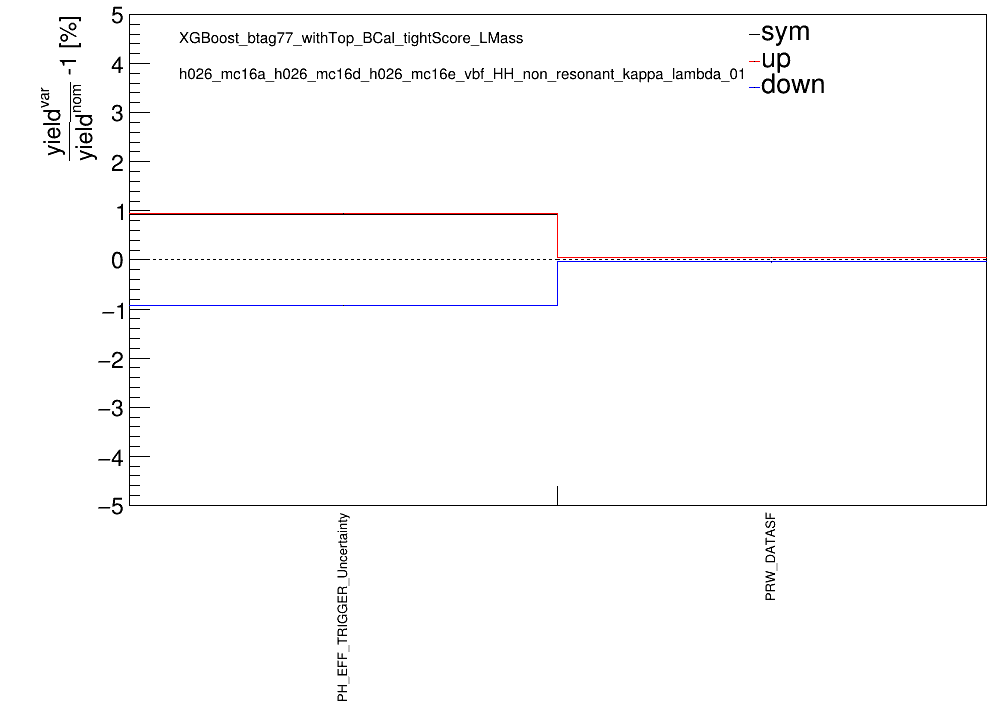 yield^var / yield^nom -1 [%]
5
4
3
2
1
0
−1
−2
−3
−4
−5
XGBoost_btag77_withTop_BCal_tightScore_LMass
h026_mc16a_h026_mc16d_h026_mc16e_vbf_HH_non_resonant_kappa_lambda_01
sym
up
down
PH_EFF_TRIGGER_Uncertainty
PRW_DATASF